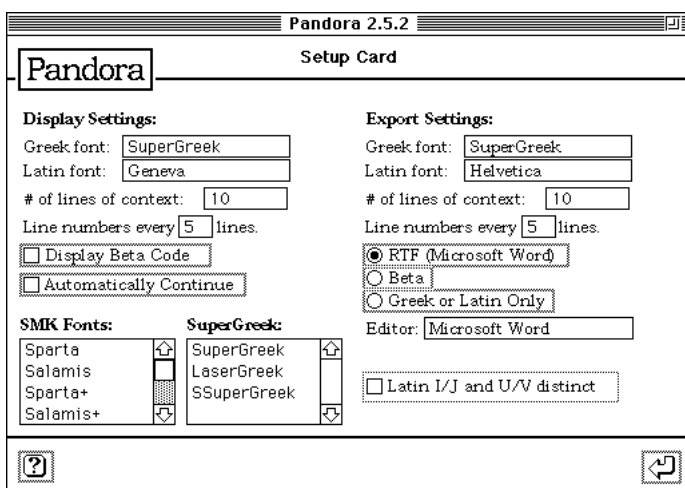 Pandora 2.5.2
Setup Card
Pandora
Display Settings:
Greek font: SuperGreek
Latin font: Geneva
# of lines of context: 10
Line numbers every 5 lines.
Display Beta Code
Automatically Continue
SMK Fonts:
Sparta
Salamis
Sparta+
Salamis+
SuperGreek:
SuperGreek
LaserGreek
SSuperGreek
Export Settings:
Greek font: SuperGreek
Latin font: Helvetica
# of lines of context: 10
Line numbers every 5 lines.
RTF (Microsoft Word)
Beta
Greek or Latin Only
Editor: Microsoft Word
Latin I/J and U/V distinct
?